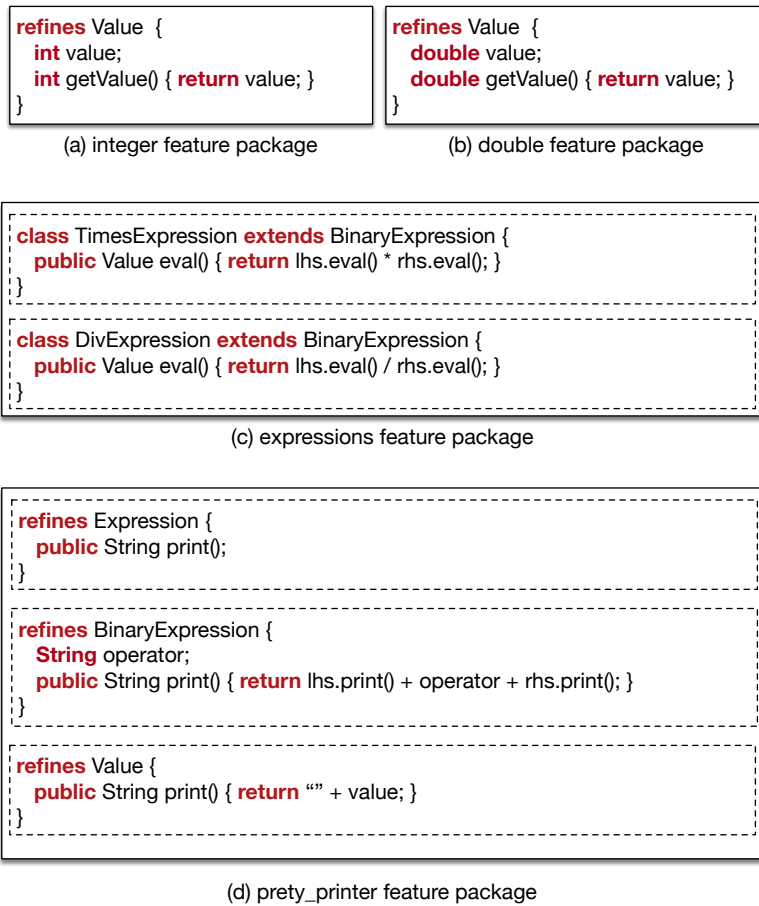 refines Value {
int value;
int getValue() { return value; }
}
(a) integer feature package
refines Value {
double value;
double getValue() { return value; }
}
(b) double feature package
class TimesExpression extends BinaryExpression {
public Value eval() { return lhs.eval() * rhs.eval(); }
}
class DivExpression extends BinaryExpression {
public Value eval() { return lhs.eval() / rhs.eval(); }
}
(c) expressions feature package
refines Expression {
public String print();
}
refines BinaryExpression {
String operator;
public String print() { return lhs.print() + operator + rhs.print(); }
}
refines Value {
public String print() { return “” + value; }
}
(d) prety_printer feature package